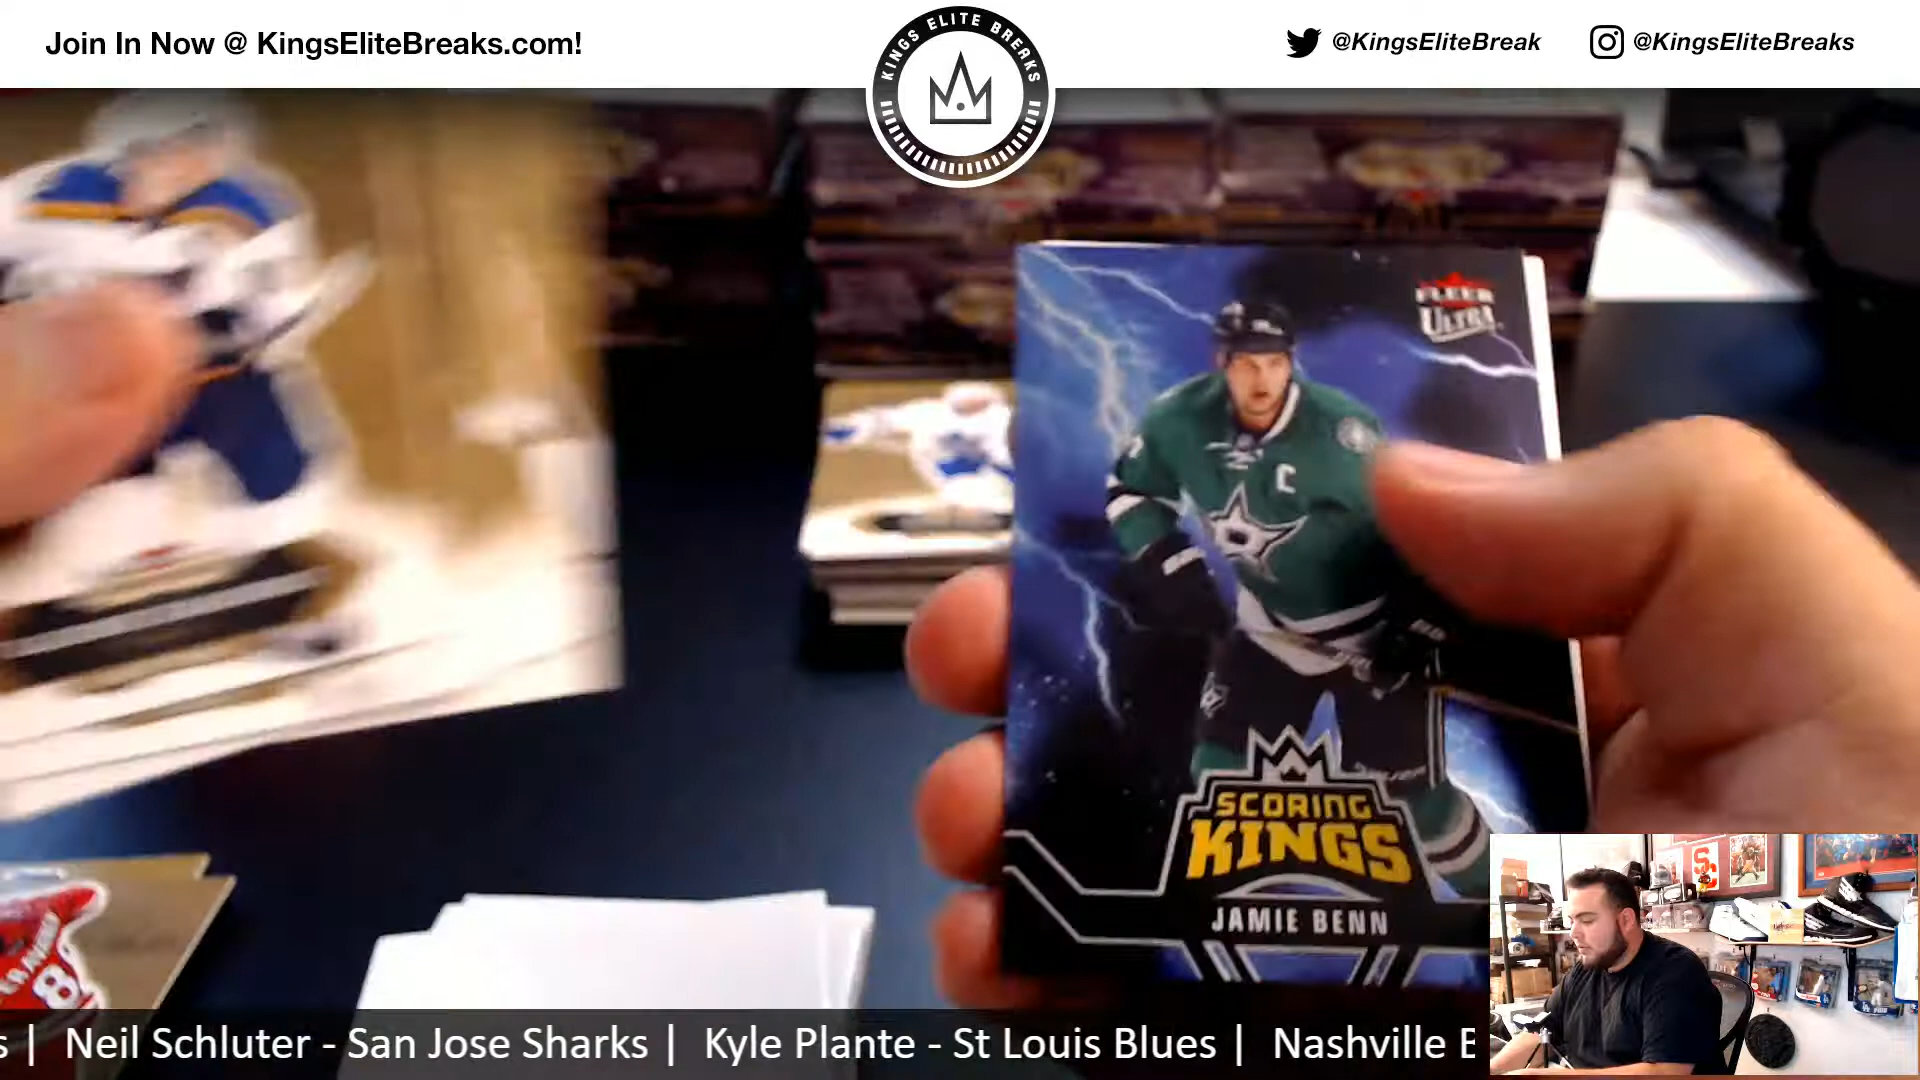 Join In Now @ KingsEliteBreaks.com!
KINGS ELITE BREAKS
@KingsEliteBreak
@KingsEliteBreaks
FLEER
ULTRA
C
SCORING
KINGS
JAMIE BENN
8
s | Neil Schluter - San Jose Sharks | Kyle Plante - St Louis Blues | Nashville E